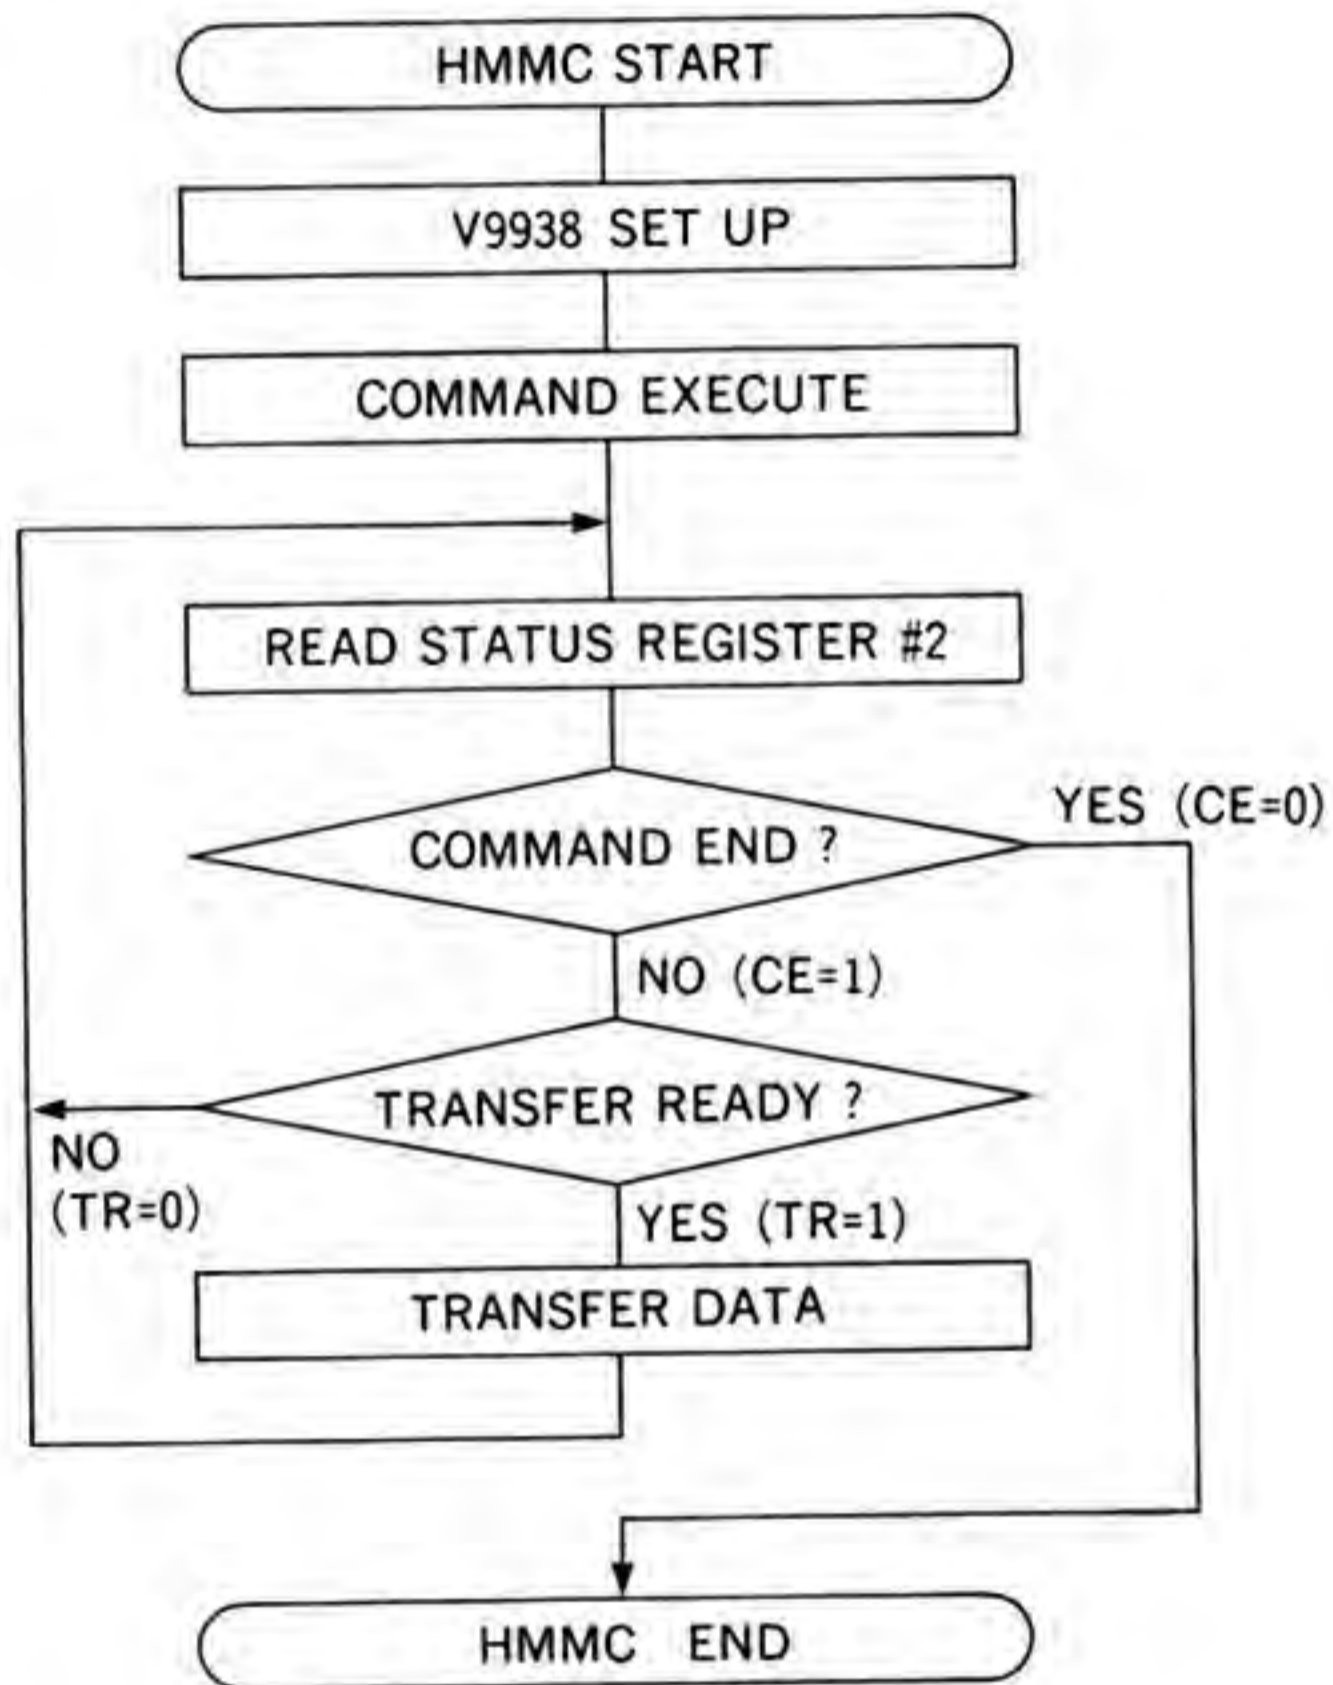 HMMC START
V9938 SET UP
COMMAND EXECUTE
READ STATUS REGISTER #2
COMMAND END ?
YES (CE=0)
NO (CE=1)
TRANSFER READY ?
NO
(TR=0)
YES (TR=1)
TRANSFER DATA
HMMC END